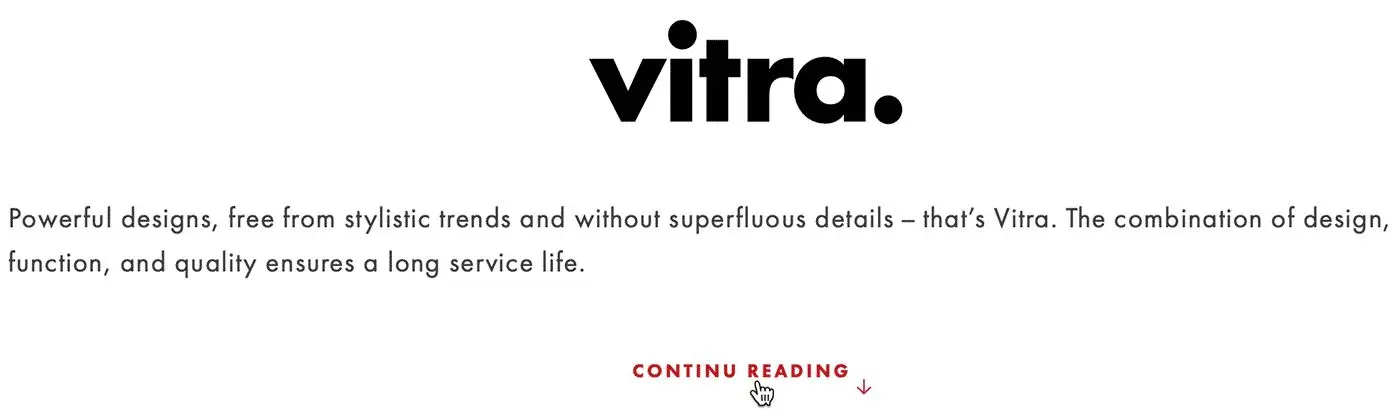 vitra.
Powerful designs, free from stylistic trends and without superfluous details – that’s Vitra. The combination of design,
function, and quality ensures a long service life.
CONTINU READING